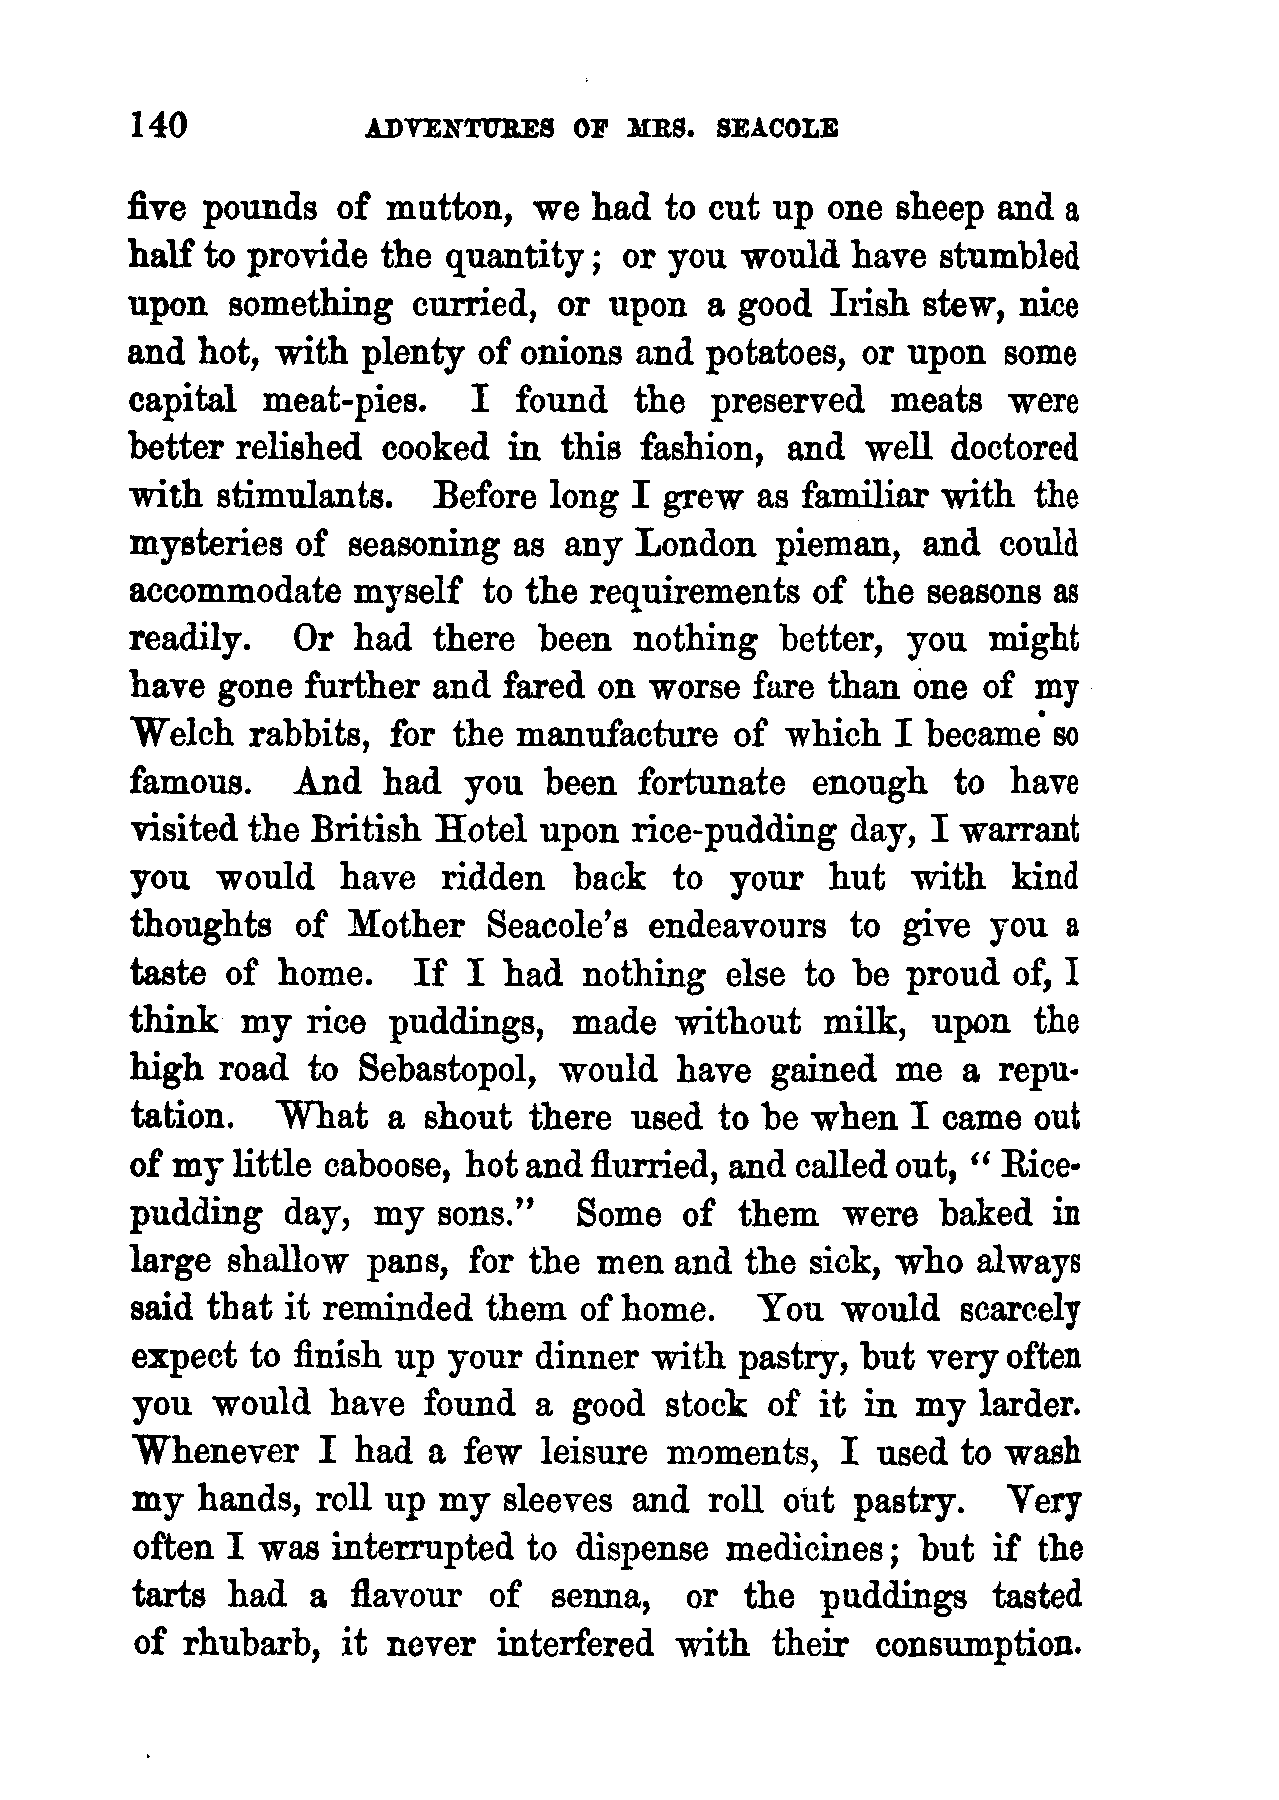 140 ADVENTURES OF MRS. SEACOLE
five pounds of mutton, we had to cut up one sheep and a
half to provide the quantity; or you would have stumbled
upon something curried, or upon a good Irish stew, nice
and hot, with plenty of onions and potatoes, or upon some
capital meat-pies. I found the preserved meats were
better relished cooked in this fashion, and well doctored
with stimulants. Before long I grew as familiar with the
mysteries of seasoning as any London pieman, and could
accommodate myself to the requirements of the seasons as
readily. Or had there been nothing better, you might
have gone further and fared on worse fare than one of my
Welch rabbits, for the manufacture of which I became so
famous. And had you been fortunate enough to have
visited the British Hotel upon rice-pudding day, I warrant
you would have ridden back to your hut with kind
thoughts of Mother Seacole's endeavours to give you a
taste of home. If I had nothing else to be proud of, I
think my rice puddings, made without milk, upon the
high road to Sebastopol, would have gained me a repu-
tation. What a shout there used to be when I came out
of my little caboose, hot and flurried, and called out, “ Rice-
pudding day, my sons.” Some of them were baked in
large shallow pans, for the men and the sick, who always
said that it reminded them of home. You would scarcely
expect to finish up your dinner with pastry, but very often
you would have found a good stock of it in my larder.
Whenever I had a few leisure moments, I used to wash
my hands, roll up my sleeves and roll out pastry. Very
often I was interrupted to dispense medicines; but if the
tarts had a flavour of senna, or the puddings tasted
of rhubarb, it never interfered with their consumption.